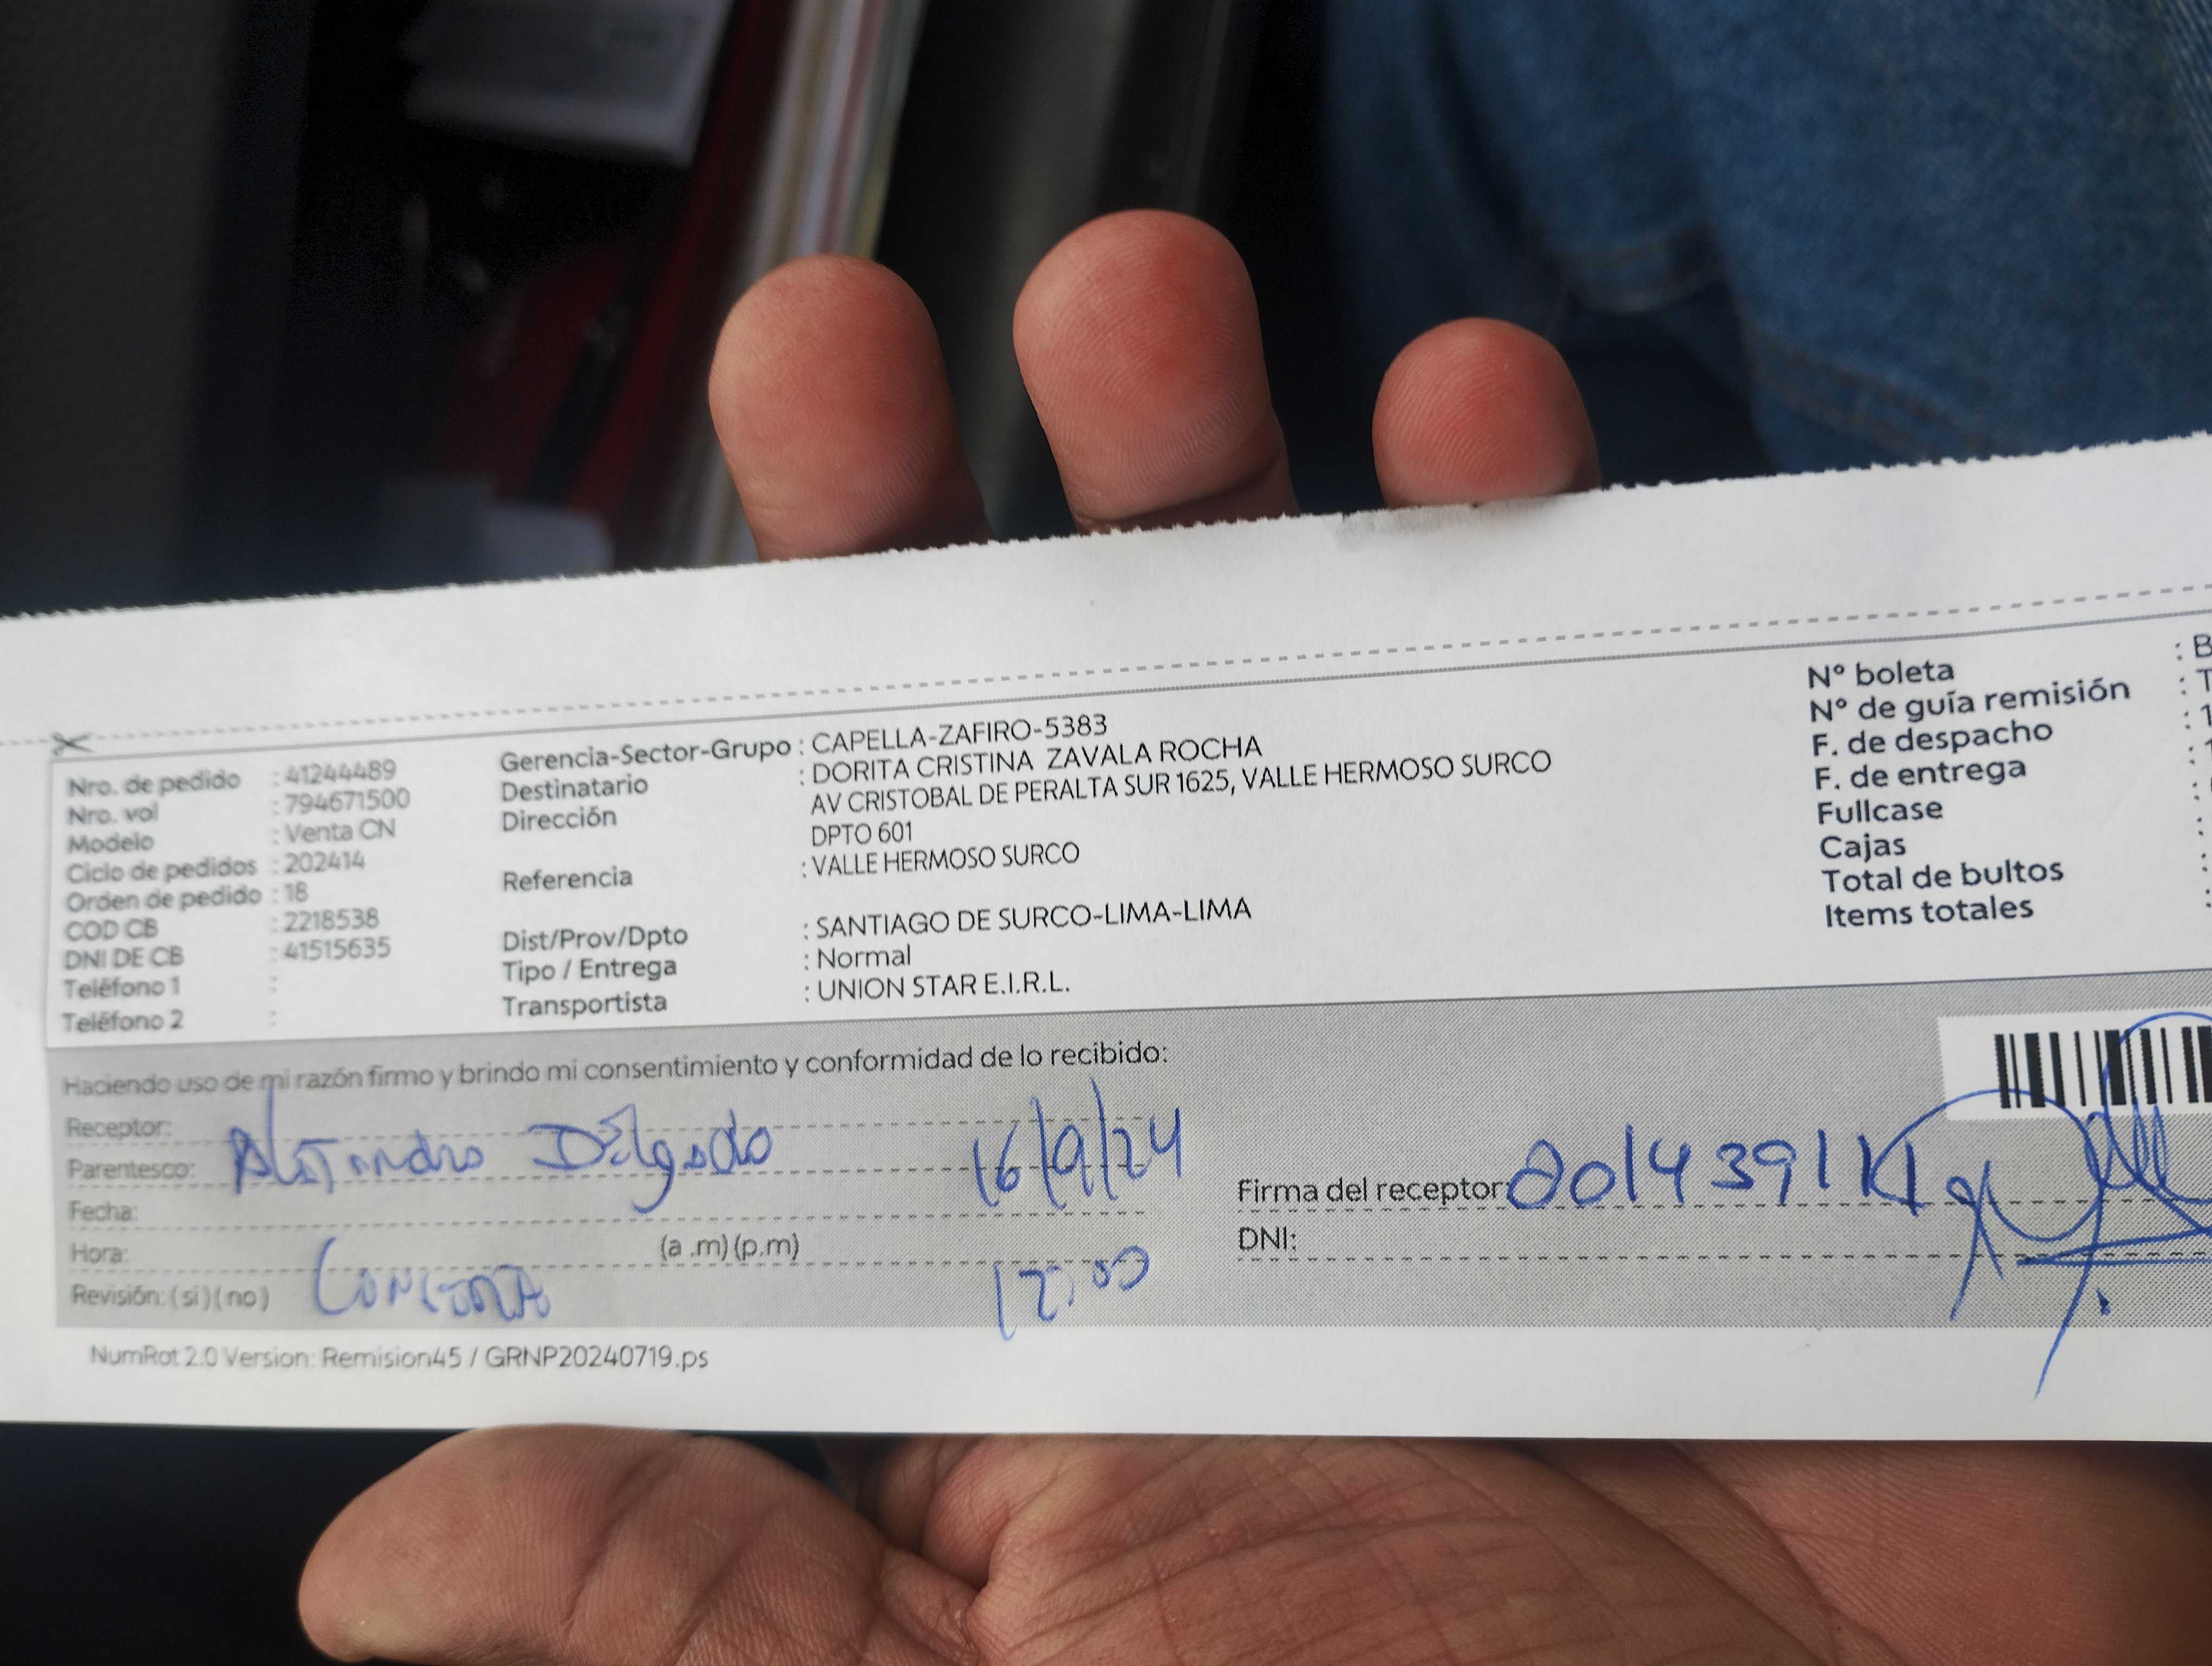 Nro. de pedido : 41244489
Nro. vol : 794671500
Modelo : Venta CN
Ciclo de pedidos : 202414
Orden de pedido : 18
COD CB : 2218538
DNI DE CB : 41515635
Teléfono 1 :
Teléfono 2 :
Gerencia-Sector-Grupo : CAPELLA-ZAFIRO-5383
Destinatario : DORITA CRISTINA ZAVALA ROCHA
Dirección AV CRISTOBAL DE PERALTA SUR 1625, VALLE HERMOSO SURCO
DPTO 601
Referencia : VALLE HERMOSO SURCO
Dist/Prov/Dpto : SANTIAGO DE SURCO-LIMA-LIMA
Tipo / Entrega : Normal
Transportista : UNION STAR E.I.R.L.
Nº boleta : B
Nº de guía remisión : T
F. de despacho : 1
F. de entrega :
Fullcase :
Cajas :
Total de bultos :
Items totales :
Haciendo uso de mi razón firmo y brindo mi consentimiento y conformidad de lo recibido:
Receptor:
Parentesco: Alejandro Delgado 16/9/24
Fecha:
Hora: (a .m) (p.m)
Revisión: ( si ) ( no ) 12:00
Firma del receptor:
DNI:
NumRot 2.0 Version: Remision45 / GRNP20240719.ps